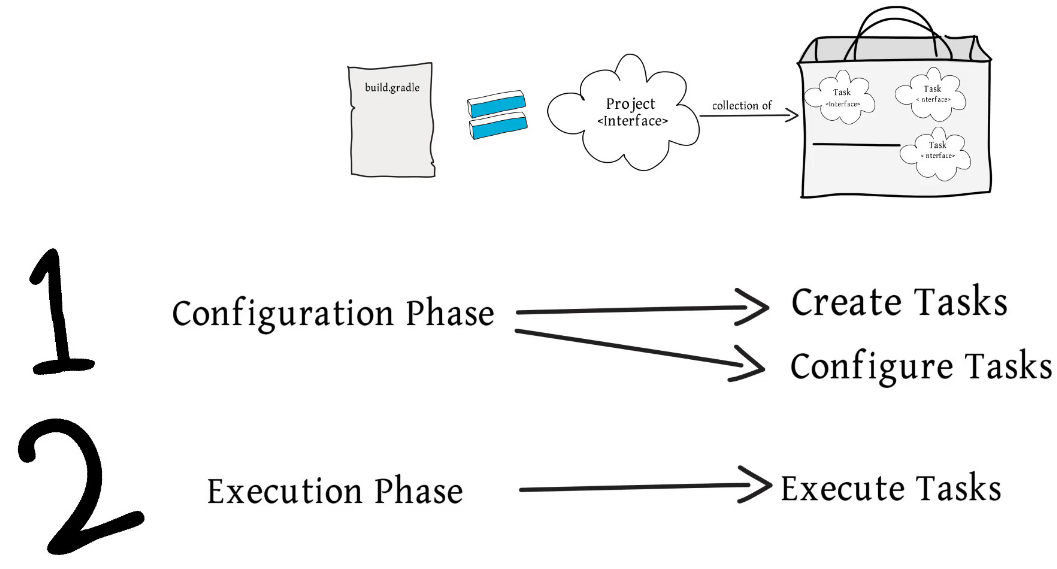 build.gradle
Project
<Interface>
collection of
Task
<Interface>
Task
< nterface>
Task
< nterface>
1
Configuration Phase
Create Tasks
Configure Tasks
2
Execution Phase
Execute Tasks